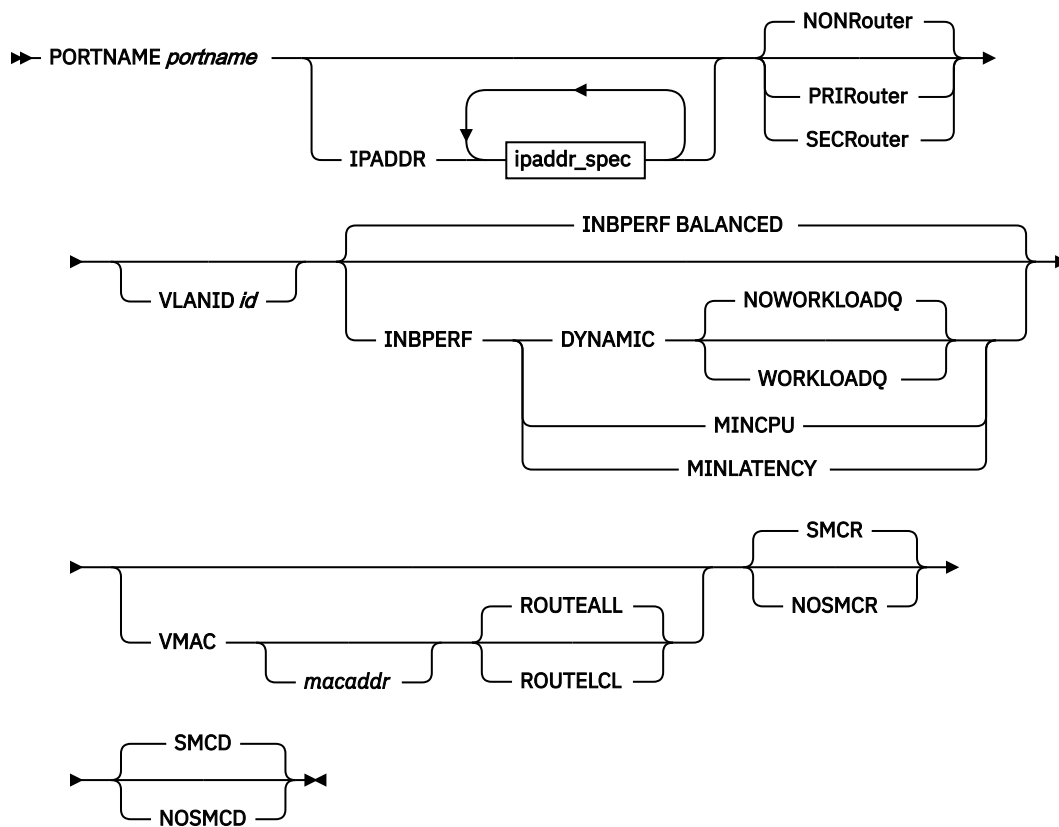 NONRouter
PORTNAME portname
PRIRouter
IPADDR ipaddr_spec SECRouter
INBPERF BALANCED
VLANID id
NOWORKLOADQ
INBPERF DYNAMIC
WORKLOADQ
MINCPU
MINLATENCY
SMCR
ROUTEALL NOSMCR
VMAC
macaddr ROUTELCL
SMCD
NOSMCD